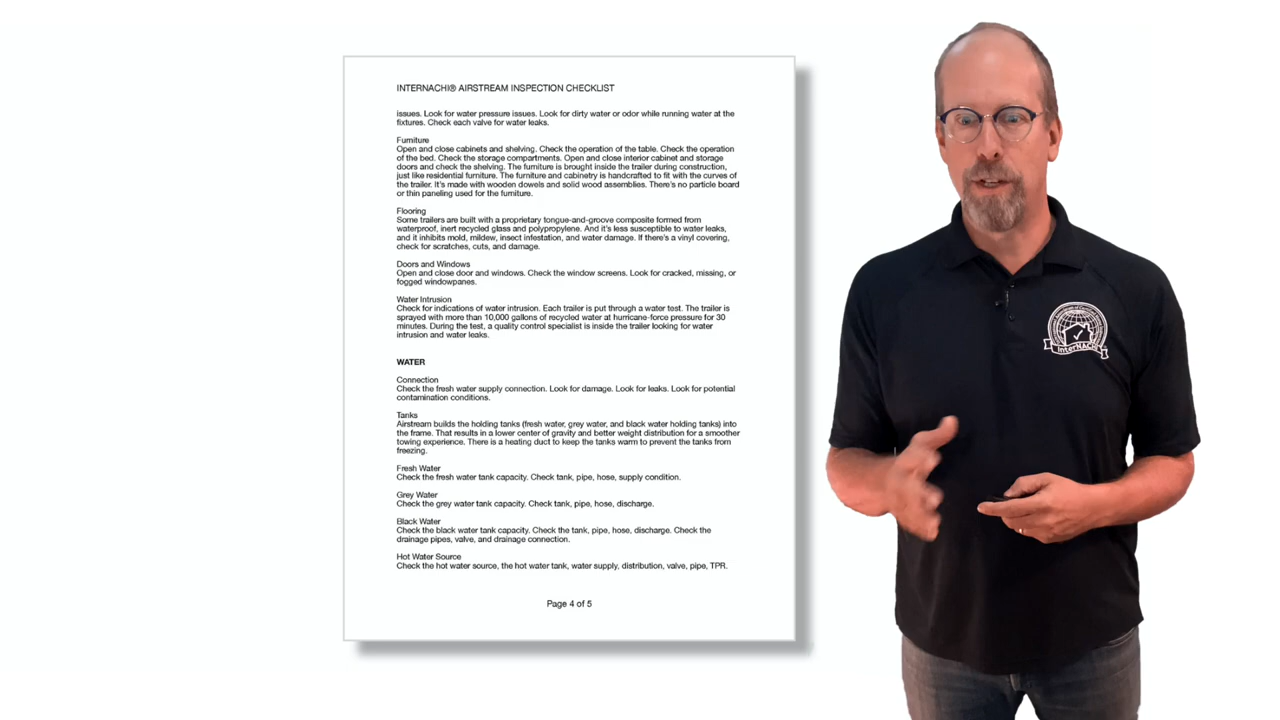 INTERNACHI® AIRSTREAM INSPECTION CHECKLIST
issues. Look for water pressure issues. Look for dirty water or odor while running water at the
fixtures. Check each valve for water leaks.
Furniture
Open and close cabinets and shelving. Check the operation of the table. Check the operation
of the bed. Check the storage compartments. Open and close interior cabinet and storage
doors and check the shelving. The furniture is brought inside the trailer during construction,
just like residential furniture. The furniture and cabinetry is handcrafted to fit with the curves of
the trailer. It's made with wooden dowels and solid wood assemblies. There's no particle board
or thin paneling used for the furniture.
Flooring
Some trailers are built with a proprietary tongue-and-groove composite formed from
waterproof, inert recycled glass and polypropylene. And it's less susceptible to water leaks,
and it inhibits mold, mildew, insect infestation, and water damage. If there's a vinyl covering,
check for scratches, cuts, and damage.
Doors and Windows
Open and close door and windows. Check the window screens. Look for cracked, missing, or
fogged windowpanes.
Water Intrusion
Check for indications of water intrusion. Each trailer is put through a water test. The trailer is
sprayed with more than 10,000 gallons of recycled water at hurricane-force pressure for 30
minutes. During the test, a quality control specialist is inside the trailer looking for water
intrusion and water leaks.
WATER
Connection
Check the fresh water supply connection. Look for damage. Look for leaks. Look for potential
contamination conditions.
Tanks
Airstream builds the holding tanks (fresh water, grey water, and black water holding tanks) into
the frame. That results in a lower center of gravity and better weight distribution for a smoother
towing experience. There is a heating duct to keep the tanks warm to prevent the tanks from
freezing.
Fresh Water
Check the fresh water tank capacity. Check tank, pipe, hose, supply condition.
Grey Water
Check the grey water tank capacity. Check tank, pipe, hose, discharge.
Black Water
Check the black water tank capacity. Check the tank, pipe, hose, discharge. Check the
drainage pipes, valve, and drainage connection.
Hot Water Source
Check the hot water source, the hot water tank, water supply, distribution, valve, pipe, TPR.
Page 4 of 5
InterNACHI